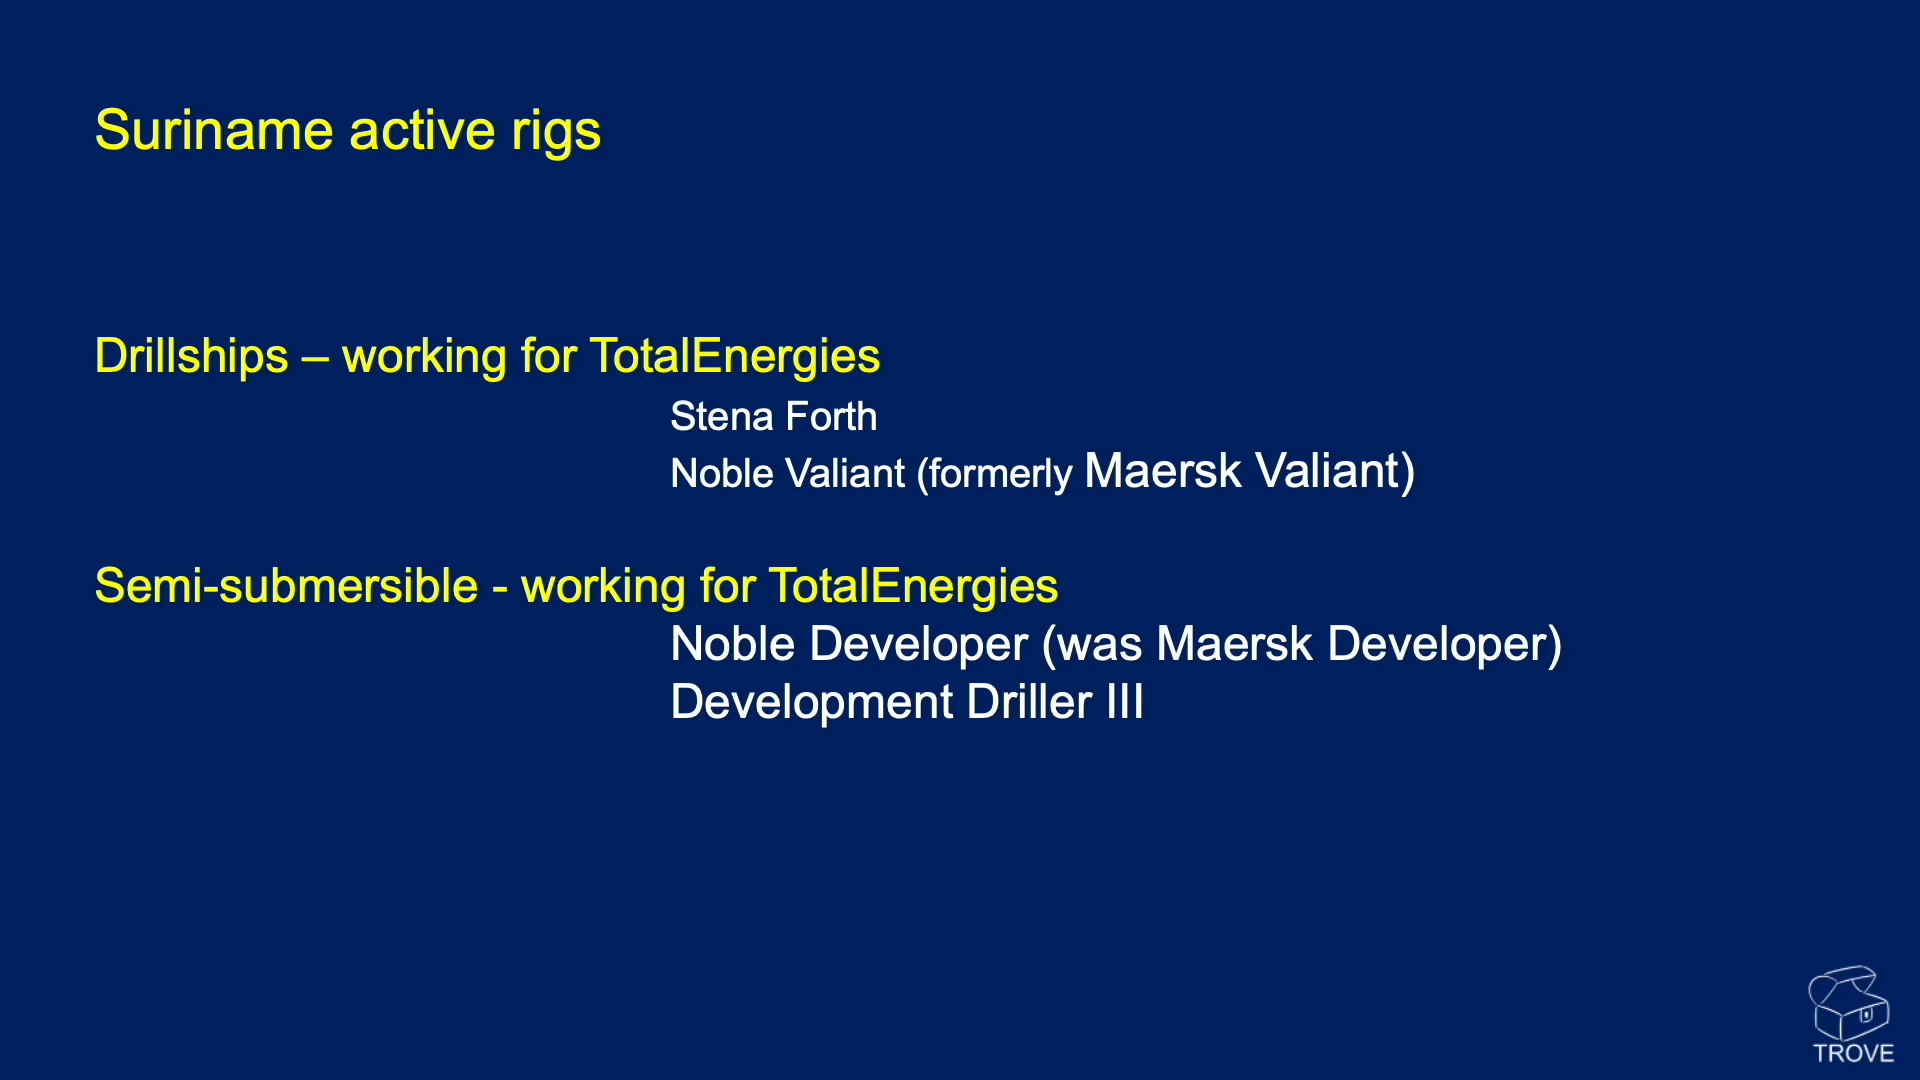 Suriname active rigs
Drillships – working for TotalEnergies
Stena Forth
Noble Valiant (formerly Maersk Valiant)
Semi-submersible - working for TotalEnergies
Noble Developer (was Maersk Developer)
Development Driller III
TROVE